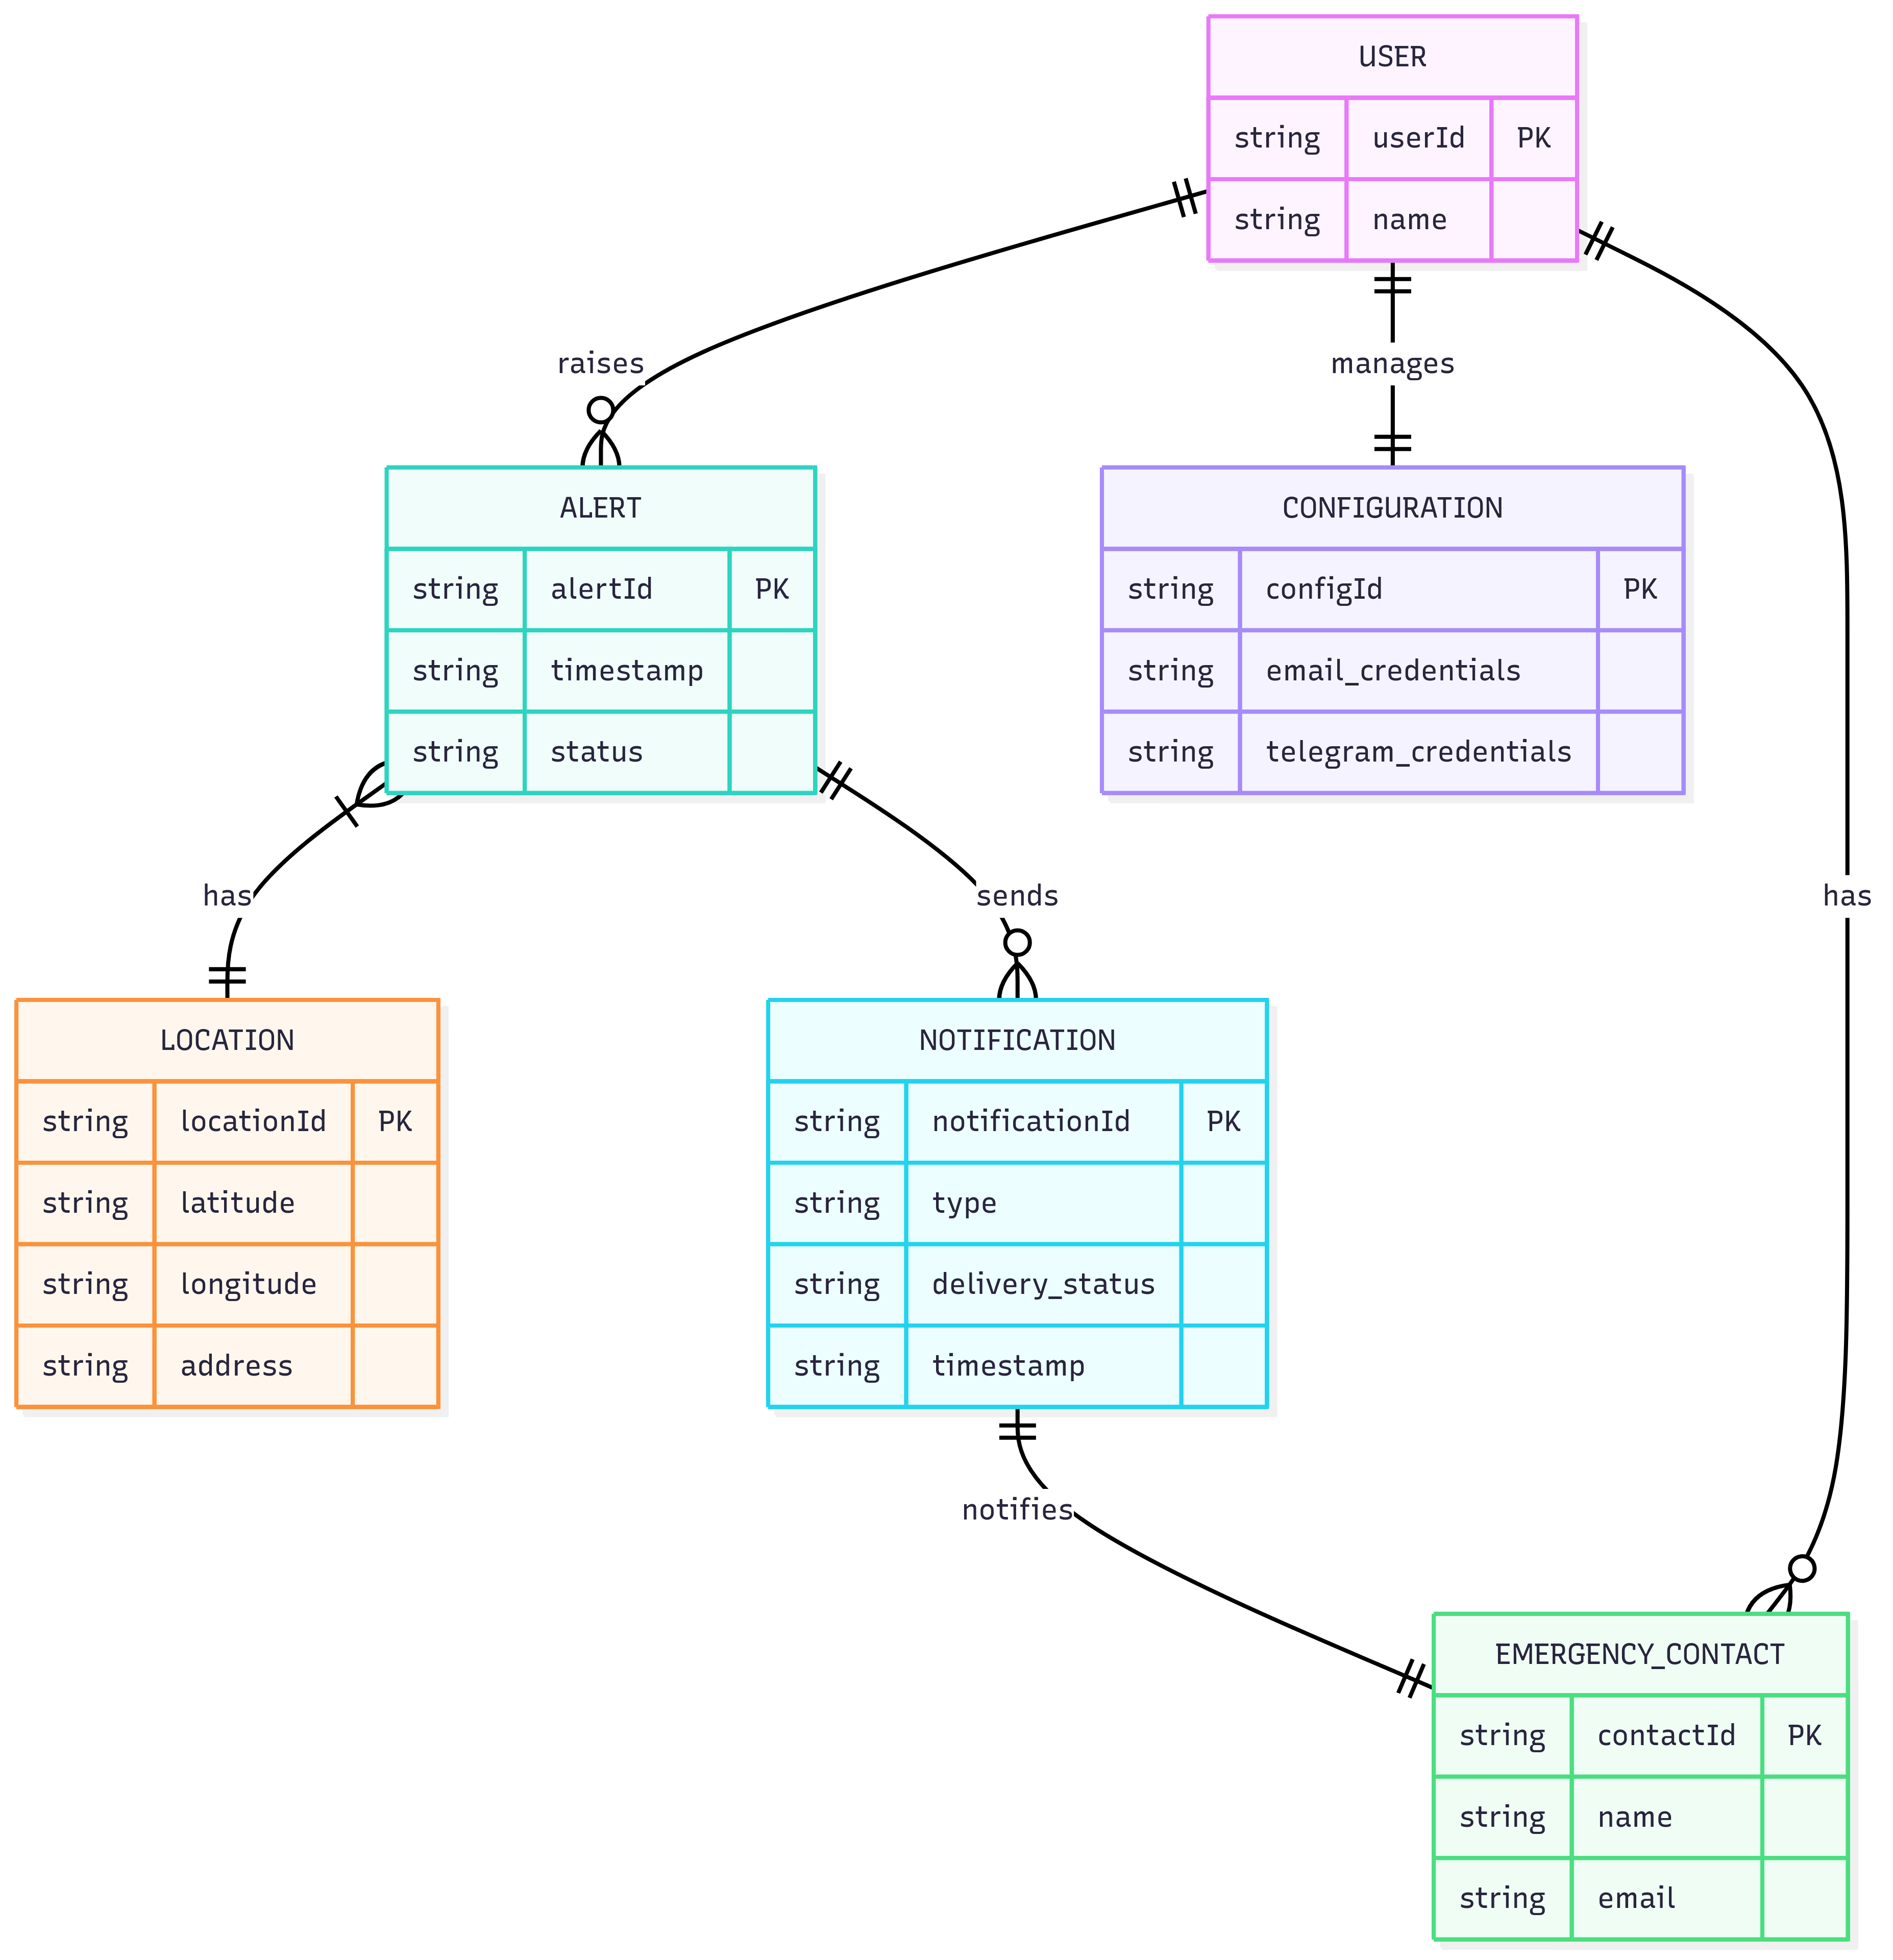 USER
string userId PK
string name
raises
manages
ALERT
string alertId PK
string timestamp
string status
CONFIGURATION
string configId PK
string email_credentials
string telegram_credentials
has
sends
has
LOCATION
string locationId PK
string latitude
string longitude
string address
NOTIFICATION
string notificationId PK
string type
string delivery_status
string timestamp
notifies
EMERGENCY_CONTACT
string contactId PK
string name
string email